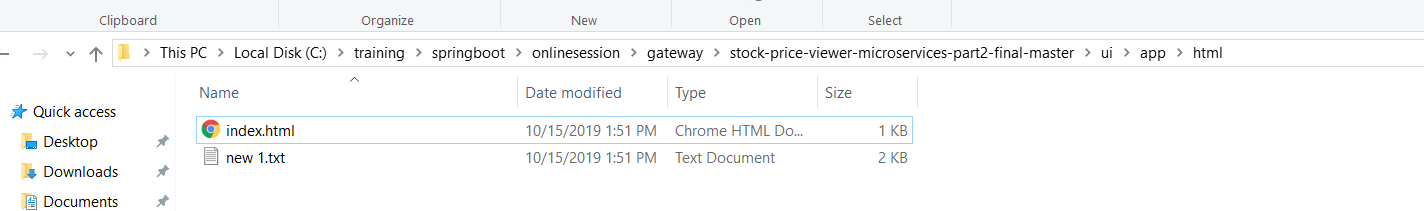 Clipboard Organize New Open Select
This PC Local Disk (C:) training springboot onlinesession gateway stock-price-viewer-microservices-part2-final-master ui app html
Name Date modified Type Size
Quick access
index.html 10/15/2019 1:51 PM Chrome HTML Do... 1 KB
Desktop
new 1.txt 10/15/2019 1:51 PM Text Document 2 KB
Downloads
Documents